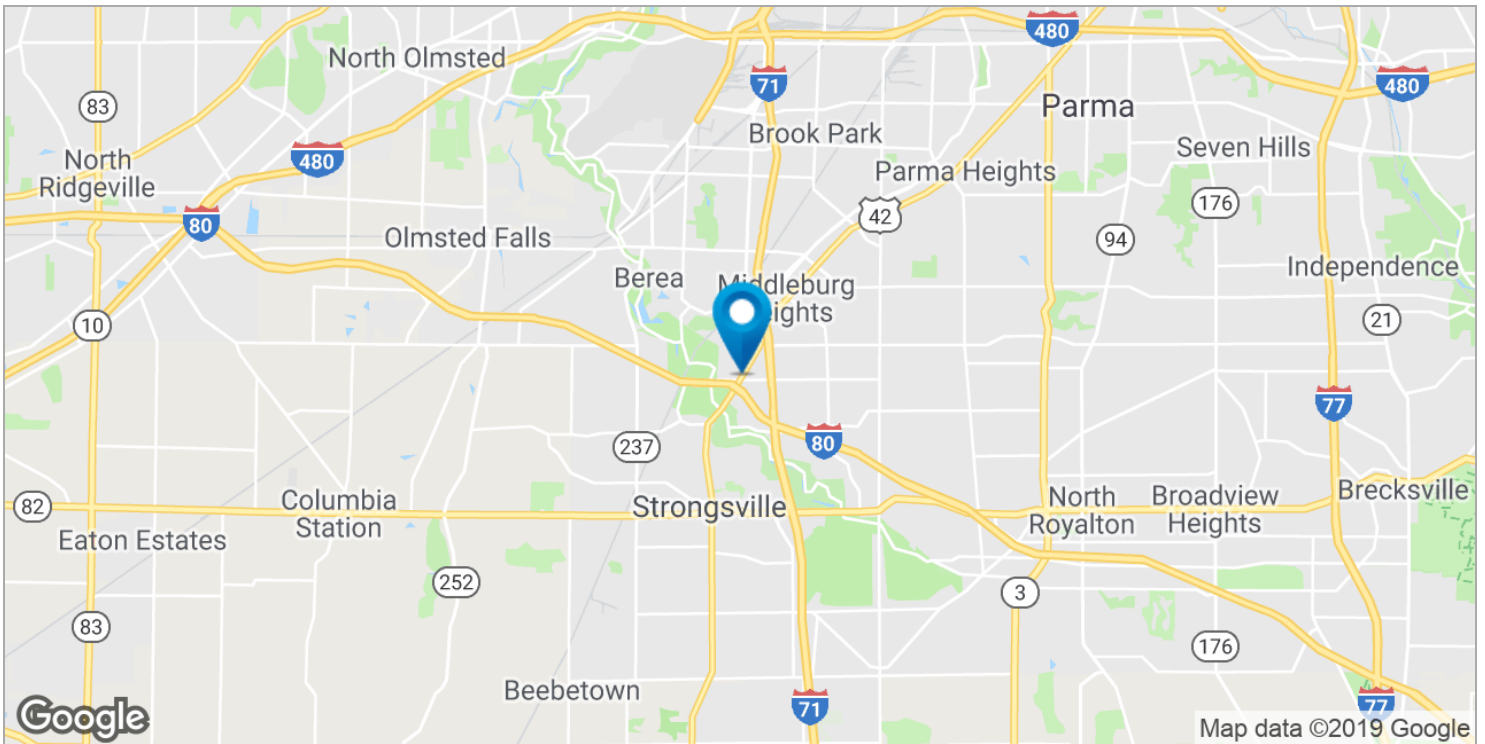 480
North Olmsted
71
480
83
Parma
Brook Park
North
Ridgeville
480
Seven Hills
Parma Heights
176
80
42
Olmsted Falls
94
Berea
Middleburg
Heights
Independence
10
21
77
237
80
82
Columbia
Station
Strongsville
North
Royalton
Broadview
Heights
Brecksville
Eaton Estates
252
3
83
176
Beebetown
71
77
Google
Map data ©2019 Google